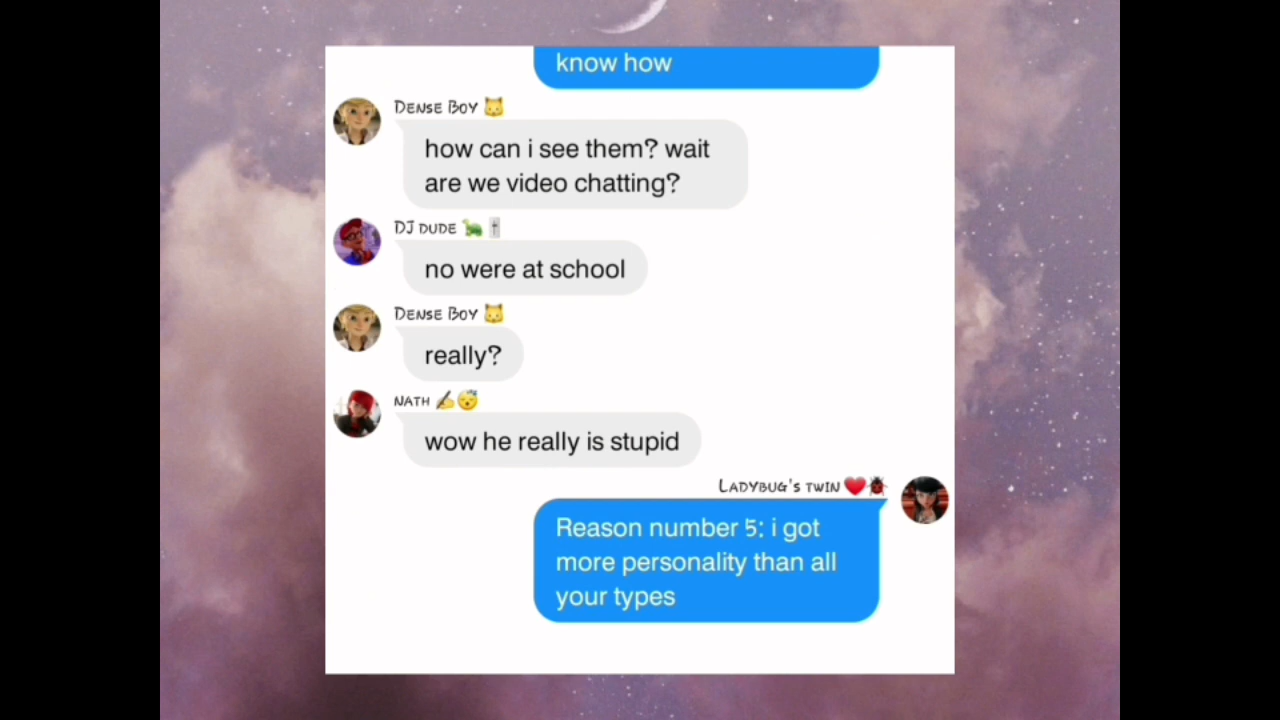 know how
Dense Boy 🐱
how can i see them? wait
are we video chatting?
DJ dude 🐢🎚
no were at school
Dense Boy 🐱
really?
nath ✍😴
wow he really is stupid
Ladybug's twin ❤🐞
Reason number 5: i got
more personality than all
your types